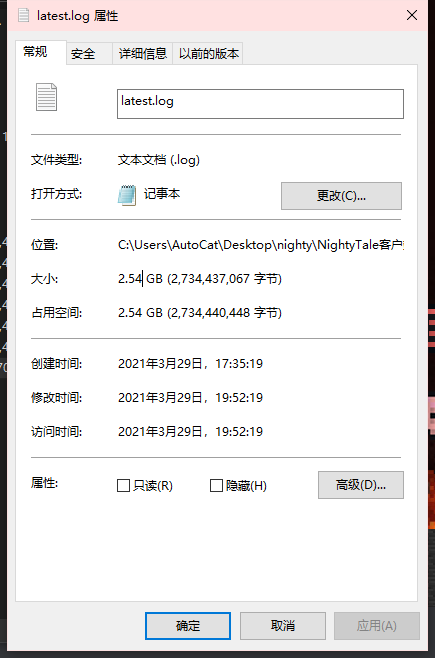 latest.log 属性
常规 安全 详细信息 以前的版本
latest.log
文件类型: 文本文档 (.log)
打开方式: 记事本 更改(C)...
位置: C:\Users\AutoCat\Desktop\nighty\NightyTale客户
大小: 2.54 GB (2,734,437,067 字节)
占用空间: 2.54 GB (2,734,440,448 字节)
创建时间: 2021年3月29日，17:35:19
修改时间: 2021年3月29日，19:52:19
访问时间: 2021年3月29日，19:52:19
属性: 只读(R) 隐藏(H) 高级(D)...
确定 取消 应用(A)